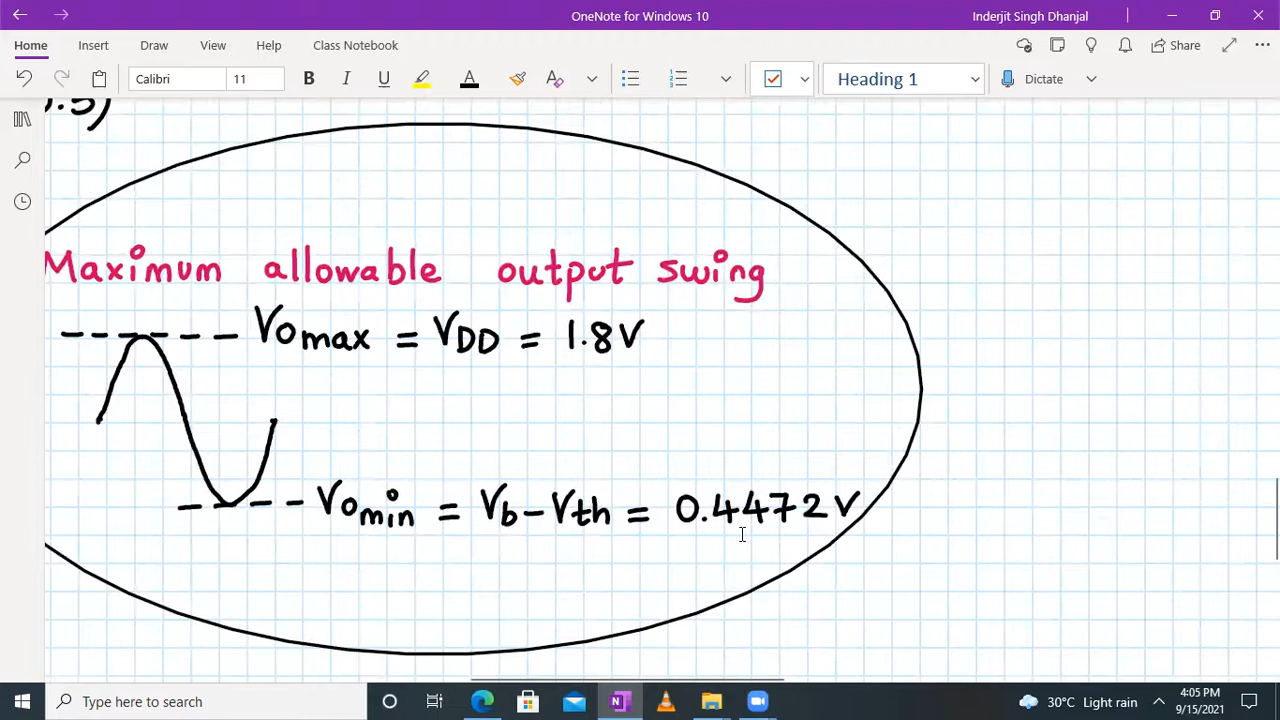 OneNote for Windows 10
Inderjit Singh Dhanjal
Home Insert Draw View Help Class Notebook
Share
Calibri 11 B I U A Heading 1 Dictate
1.5)
Maximum allowable output swing
Vomax = VDD = 1.8V
Vomin = Vb-Vth = 0.4472V
Type here to search
N
30°C Light rain
4:05 PM
9/15/2021